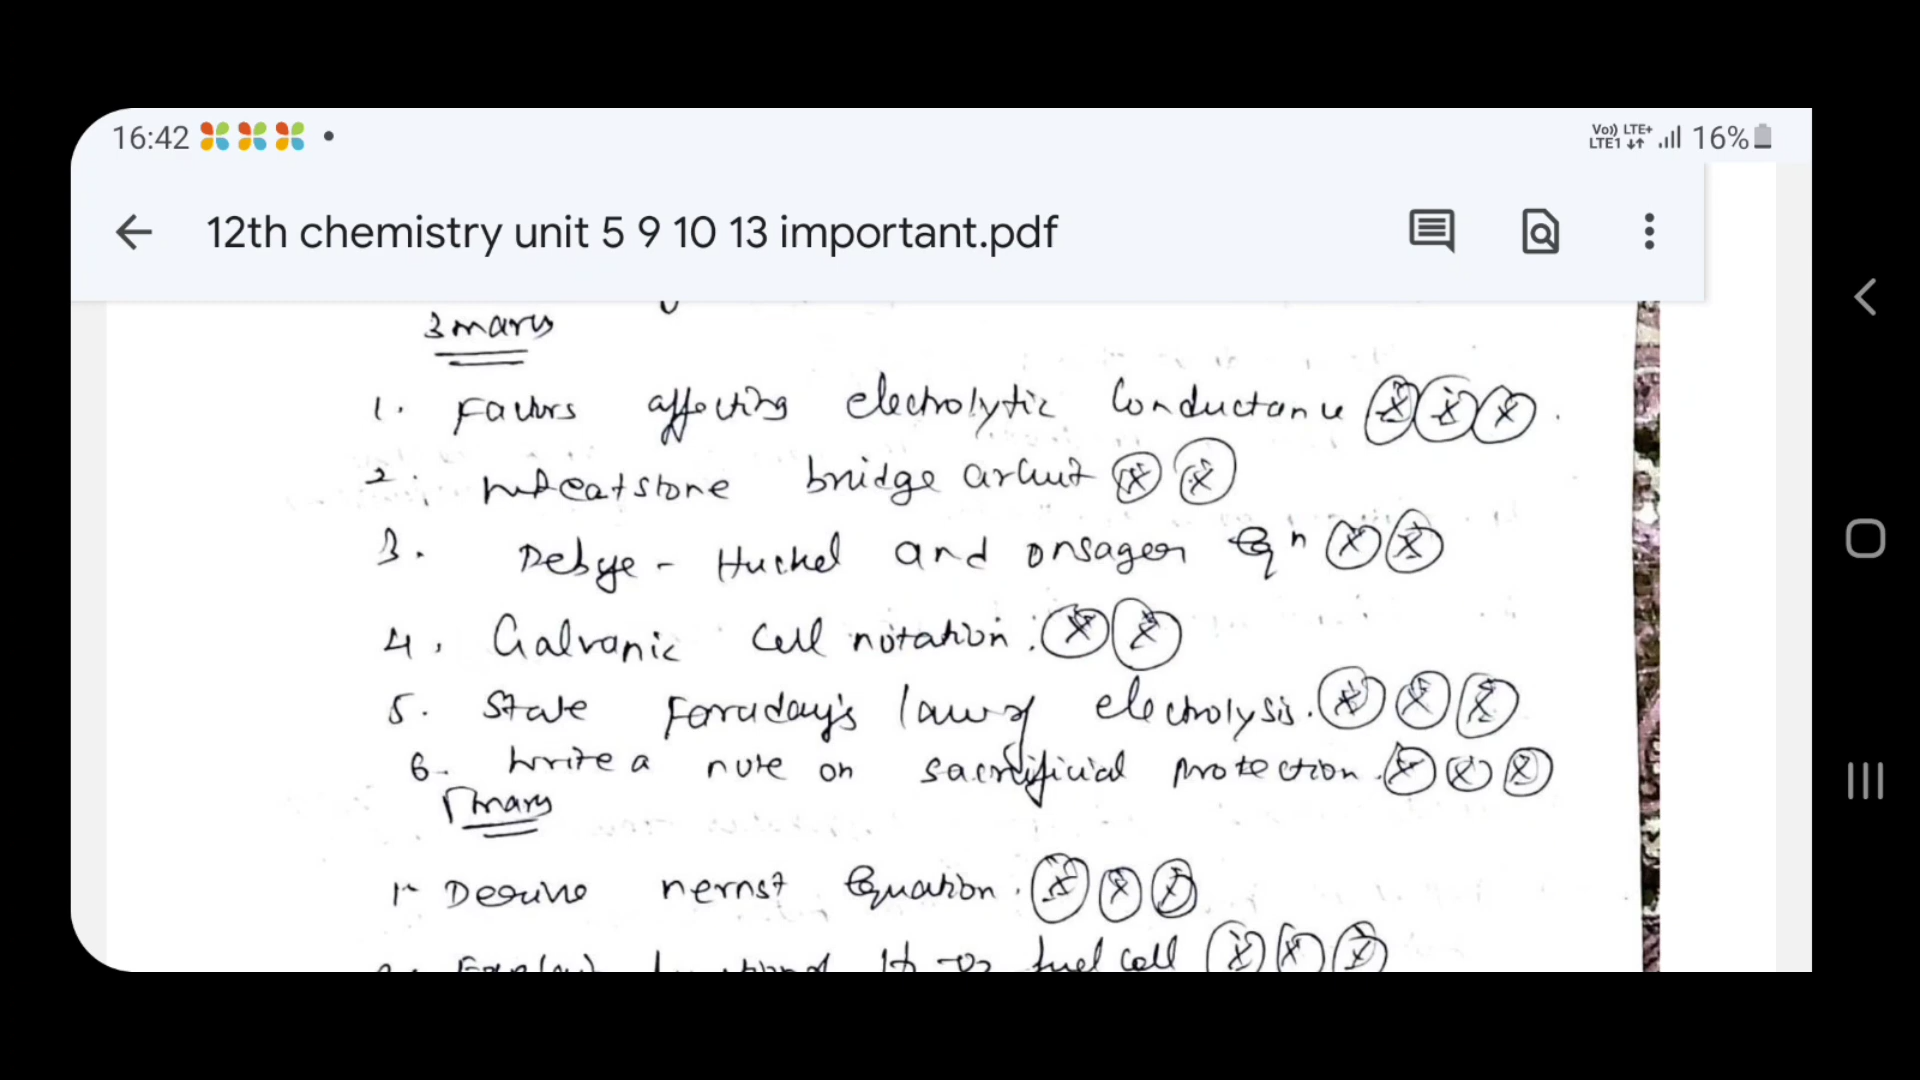 16:42
Vo)) LTE+
LTE1 16%
12th chemistry unit 5 9 10 13 important.pdf
3 marks
1. Factors affecting electrolytic Conductance
2. wheatstone bridge circuit
3. Debye - Huckel and onsager Eqn
4. Galvanic Cell notation.
5. State Faraday's law of electrolysis.
6. Write a note on sacrificial protection.
5 marks
1. Derive nernst Equation.
fuel cell